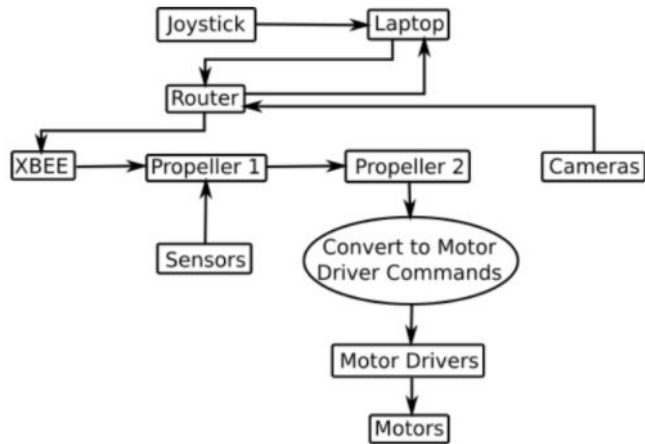 Joystick
Laptop
Router
XBEE
Propeller 1
Propeller 2
Cameras
Sensors
Convert to Motor
Driver Commands
Motor Drivers
Motors